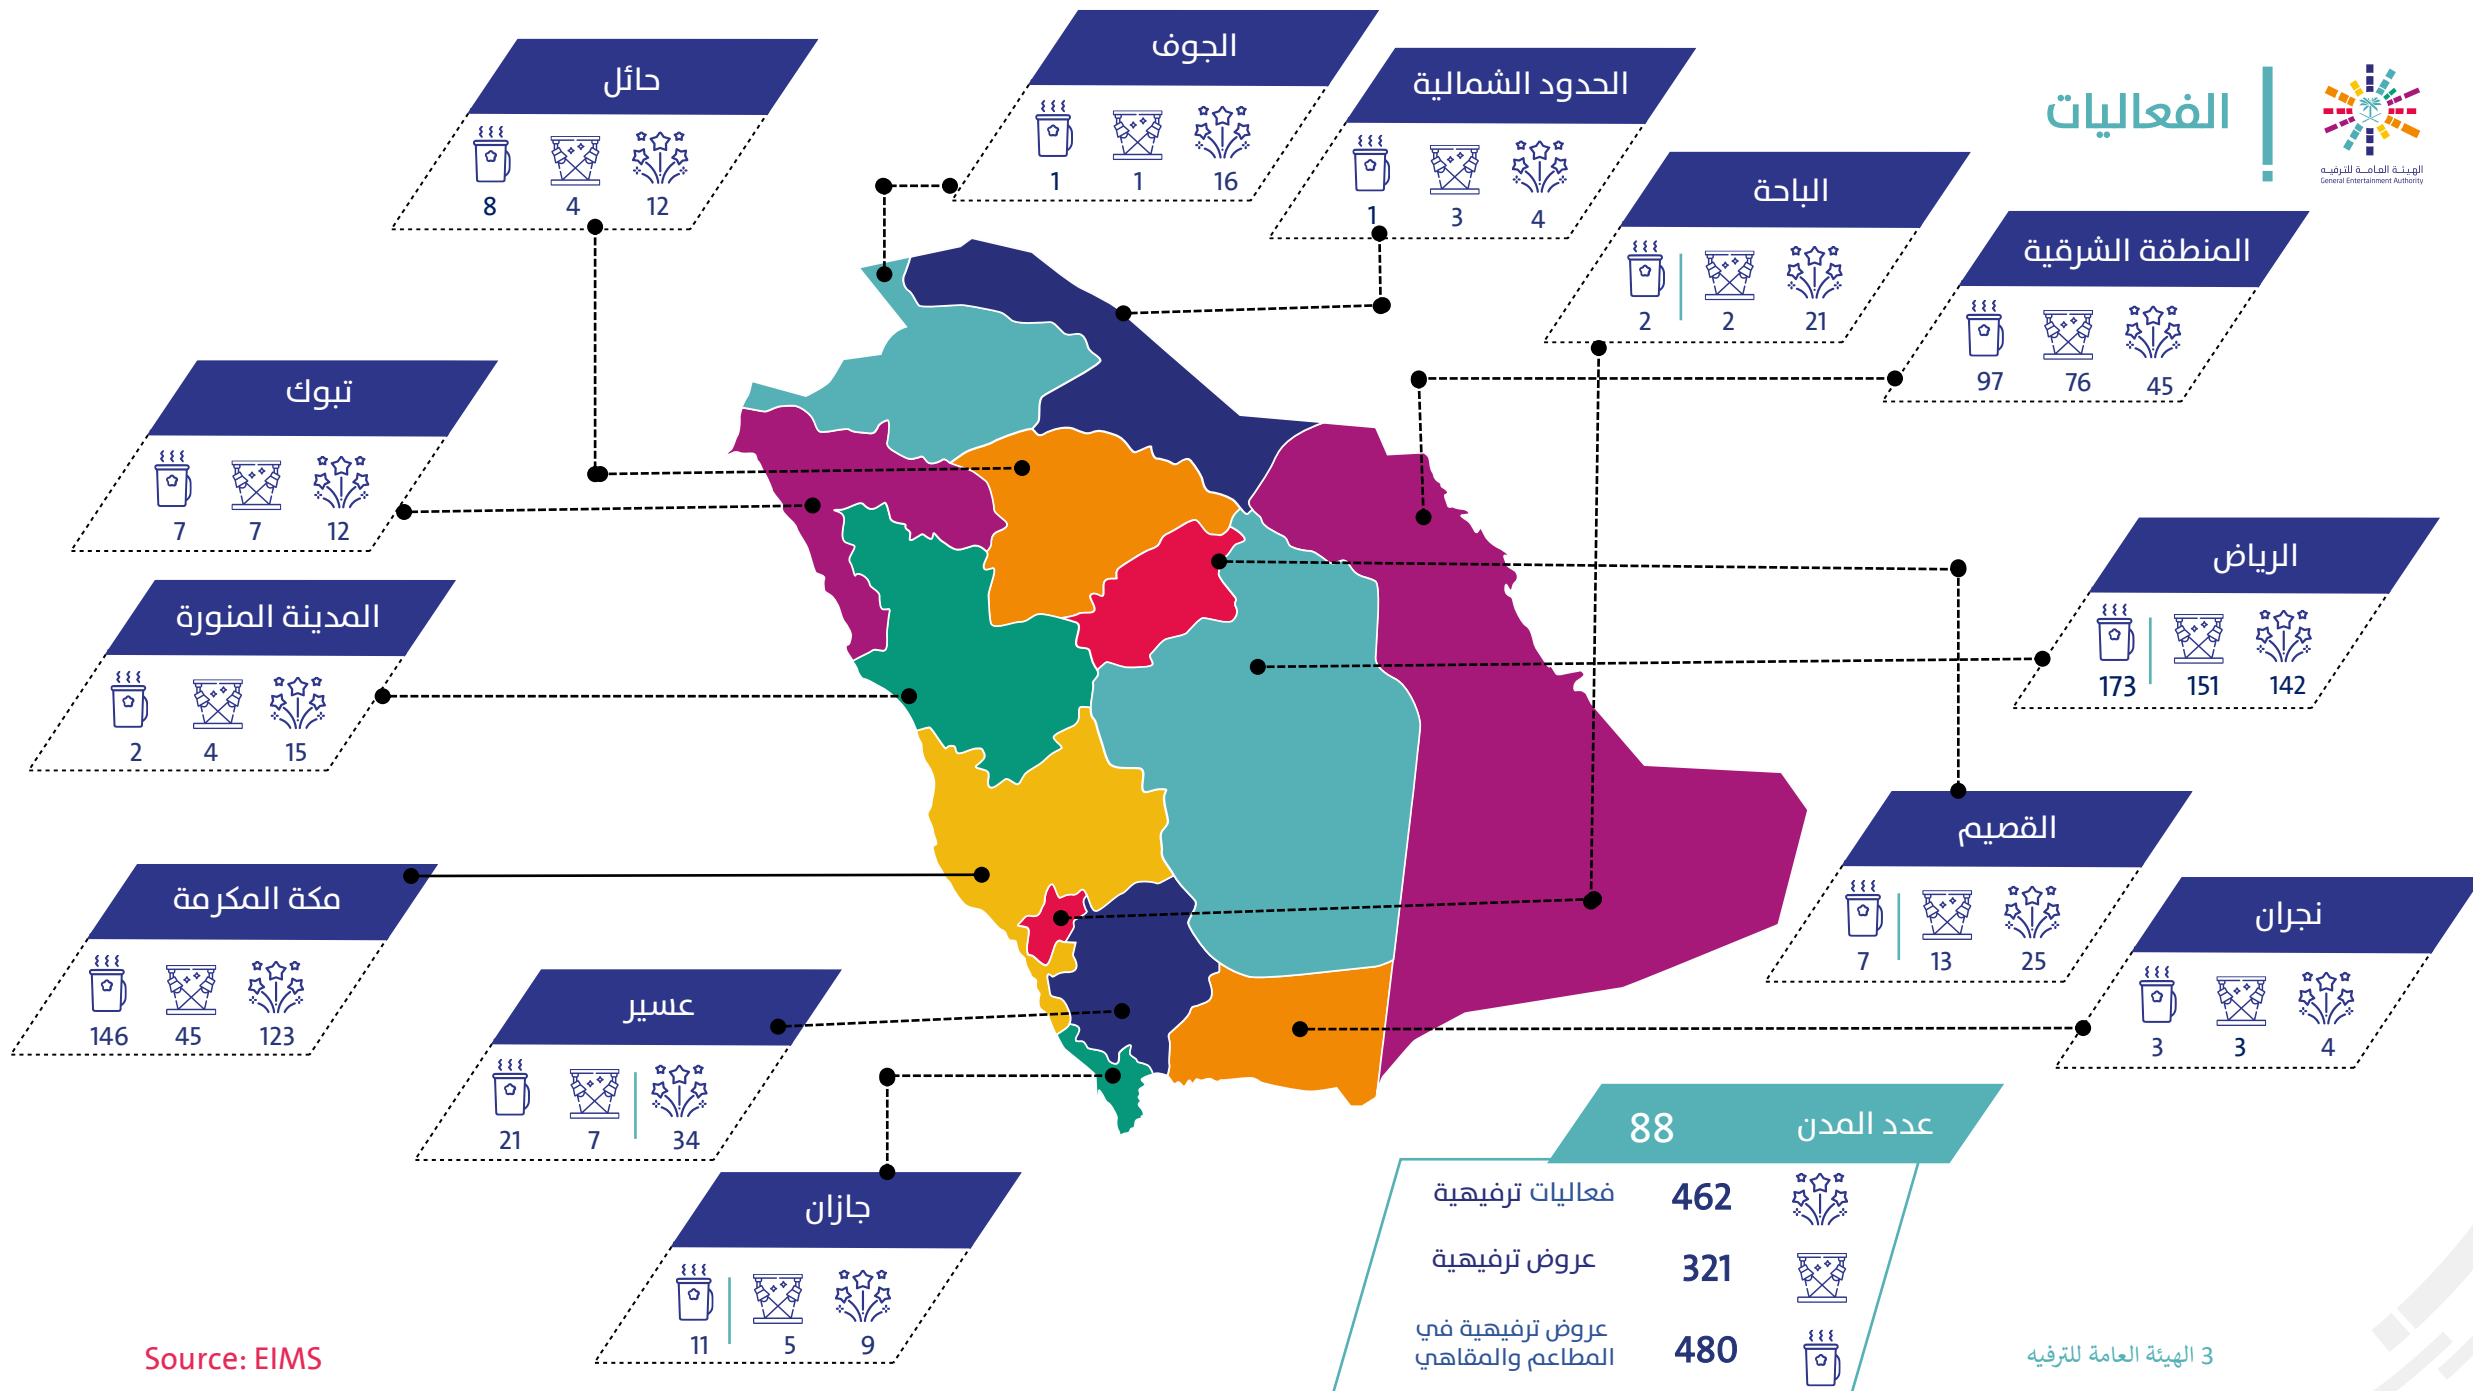 الفعاليات
الهيئة العامة للترفيه
General Entertainment Authority
حائل
8 4 12
الجوف
1 1 16
الحدود الشمالية
1 3 4
الباحة
2 2 21
المنطقة الشرقية
97 76 45
تبوك
7 7 12
الرياض
173 151 142
المدينة المنورة
2 4 15
القصيم
7 13 25
مكة المكرمة
146 45 123
نجران
3 3 4
عسير
21 7 34
جازان
11 5 9
عدد المدن 88
فعاليات ترفيهية 462
عروض ترفيهية 321
عروض ترفيهية في
المطاعم والمقاهي 480
Source: EIMS
3 الهيئة العامة للترفيه